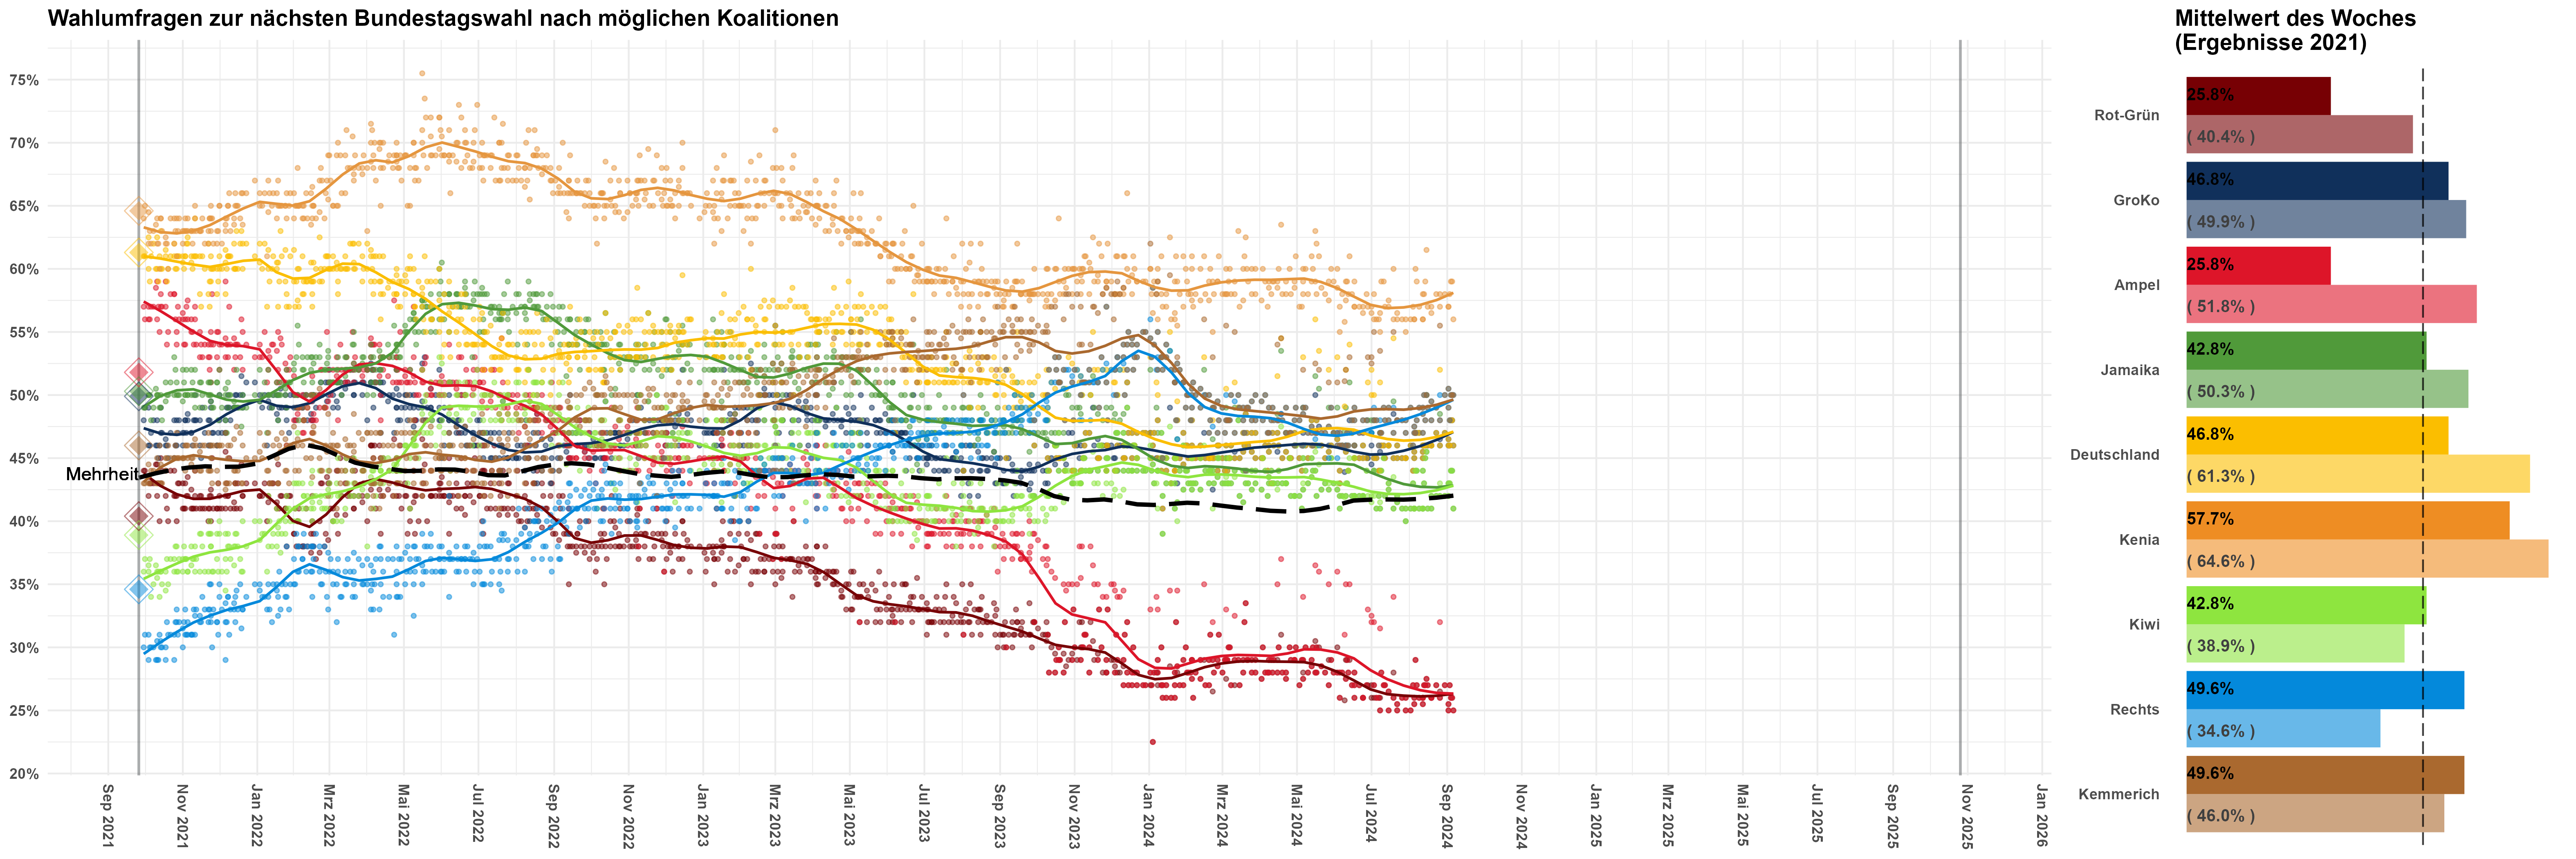 Wahlumfragen zur nächsten Bundestagswahl nach möglichen Koalitionen
75%
70%
65%
60%
55%
50%
45%
40%
35%
30%
25%
20%
Mehrheit
Sep 2021
Nov 2021
Jan 2022
Mrz 2022
Mai 2022
Jul 2022
Sep 2022
Nov 2022
Jan 2023
Mrz 2023
Mai 2023
Jul 2023
Sep 2023
Nov 2023
Jan 2024
Mrz 2024
Mai 2024
Jul 2024
Sep 2024
Nov 2024
Jan 2025
Mrz 2025
Mai 2025
Jul 2025
Sep 2025
Nov 2025
Jan 2026
Mittelwert des Woches
(Ergebnisse 2021)
Rot-Grün
25.8%
( 40.4% )
GroKo
46.8%
( 49.9% )
Ampel
25.8%
( 51.8% )
Jamaika
42.8%
( 50.3% )
Deutschland
46.8%
( 61.3% )
Kenia
57.7%
( 64.6% )
Kiwi
42.8%
( 38.9% )
Rechts
49.6%
( 34.6% )
Kemmerich
49.6%
( 46.0% )